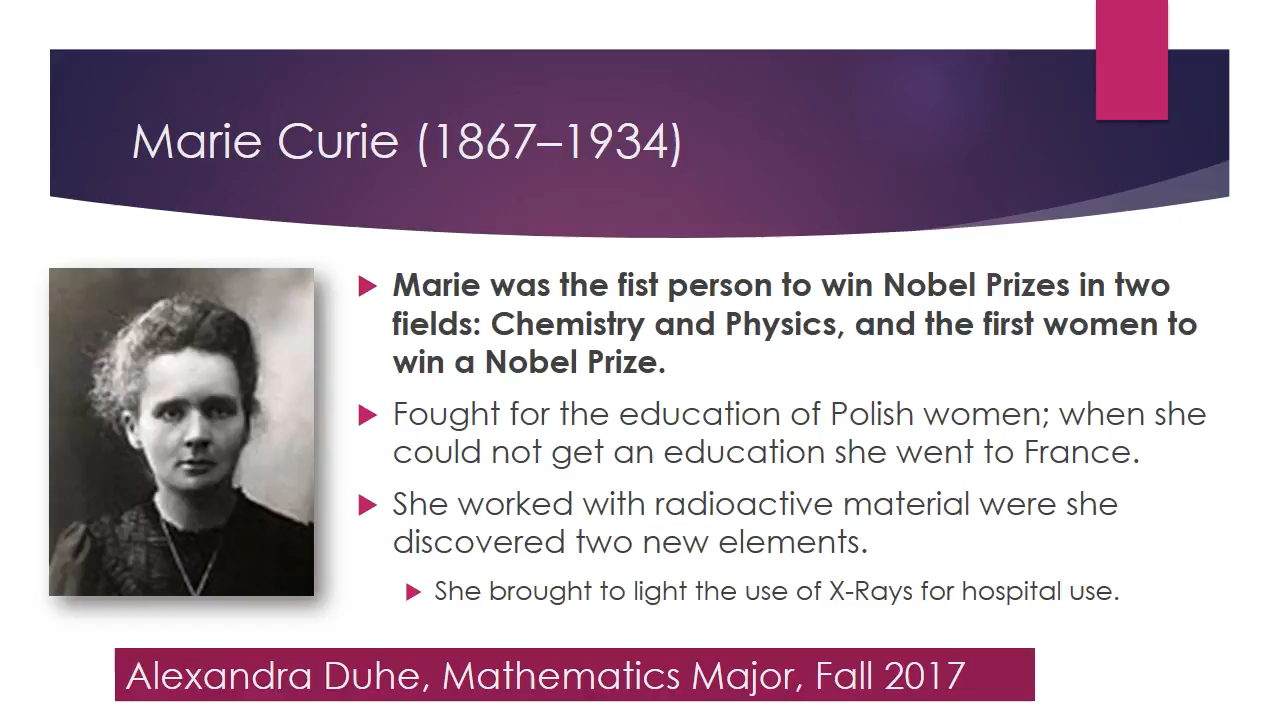 Marie Curie (1867–1934)
Marie was the fist person to win Nobel Prizes in two
fields: Chemistry and Physics, and the first women to
win a Nobel Prize.
Fought for the education of Polish women; when she
could not get an education she went to France.
She worked with radioactive material were she
discovered two new elements.
She brought to light the use of X-Rays for hospital use.
Alexandra Duhe, Mathematics Major, Fall 2017